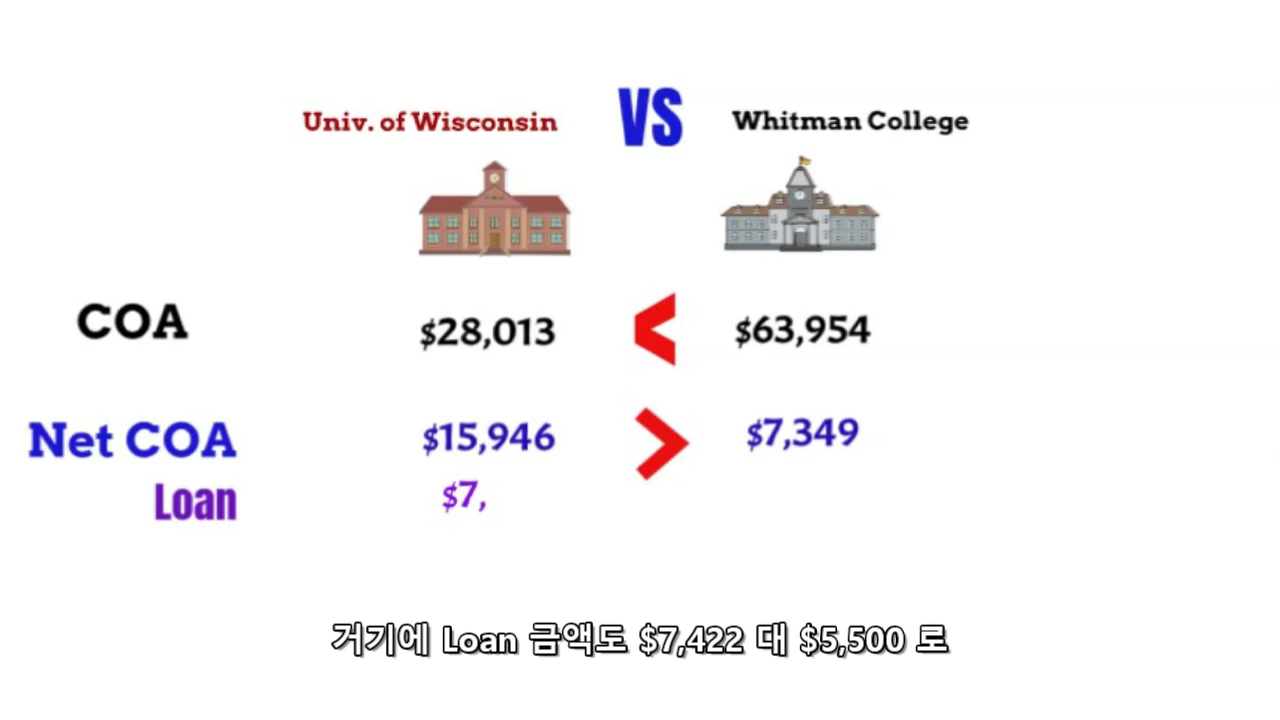 Univ. of Wisconsin VS Whitman College
COA $28,013 < $63,954
Net COA $15,946 > $7,349
Loan $7,
거기에 Loan 금액도 $7,422 대 $5,500 로